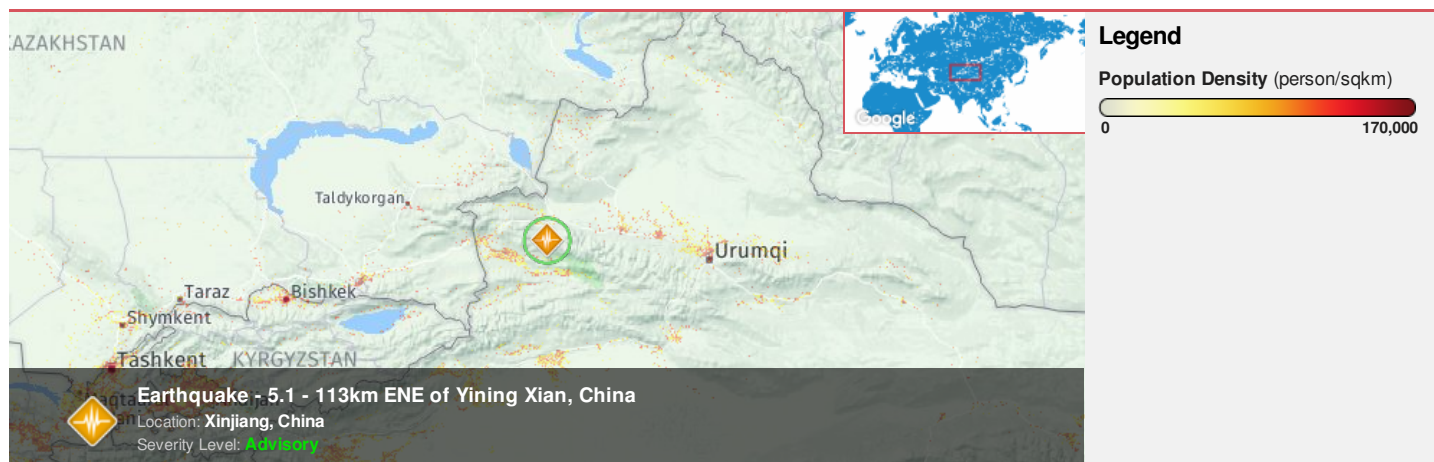 KAZAKHSTAN
Google
Taldykorgan
Urumqi
Taraz
Bishkek
Shymkent
Tashkent
KYRGYZSTAN
Earthquake - 5.1 - 113km ENE of Yining Xian, China
Location: Xinjiang, China
Severity Level: Advisory
Legend
Population Density (person/sqkm)
0
170,000